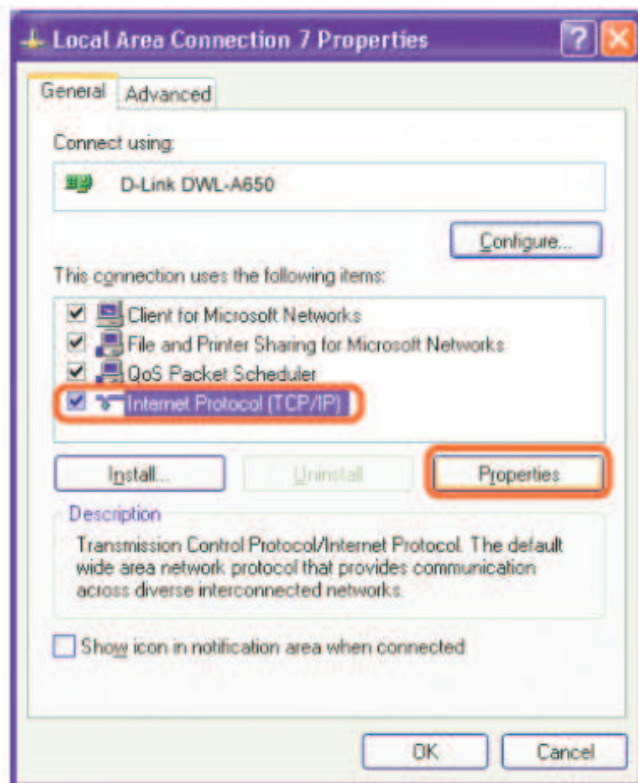 Local Area Connection 7 Properties
General
Advanced
Connect using:
D-Link DWL-A650
Configure...
This connection uses the following items:
Client for Microsoft Networks
File and Printer Sharing for Microsoft Networks
QoS Packet Scheduler
Internet Protocol (TCP/IP)
Install...
Uninstall
Properties
Description
Transmission Control Protocol/Internet Protocol. The default
wide area network protocol that provides communication
across diverse interconnected networks.
Show icon in notification area when connected
OK
Cancel